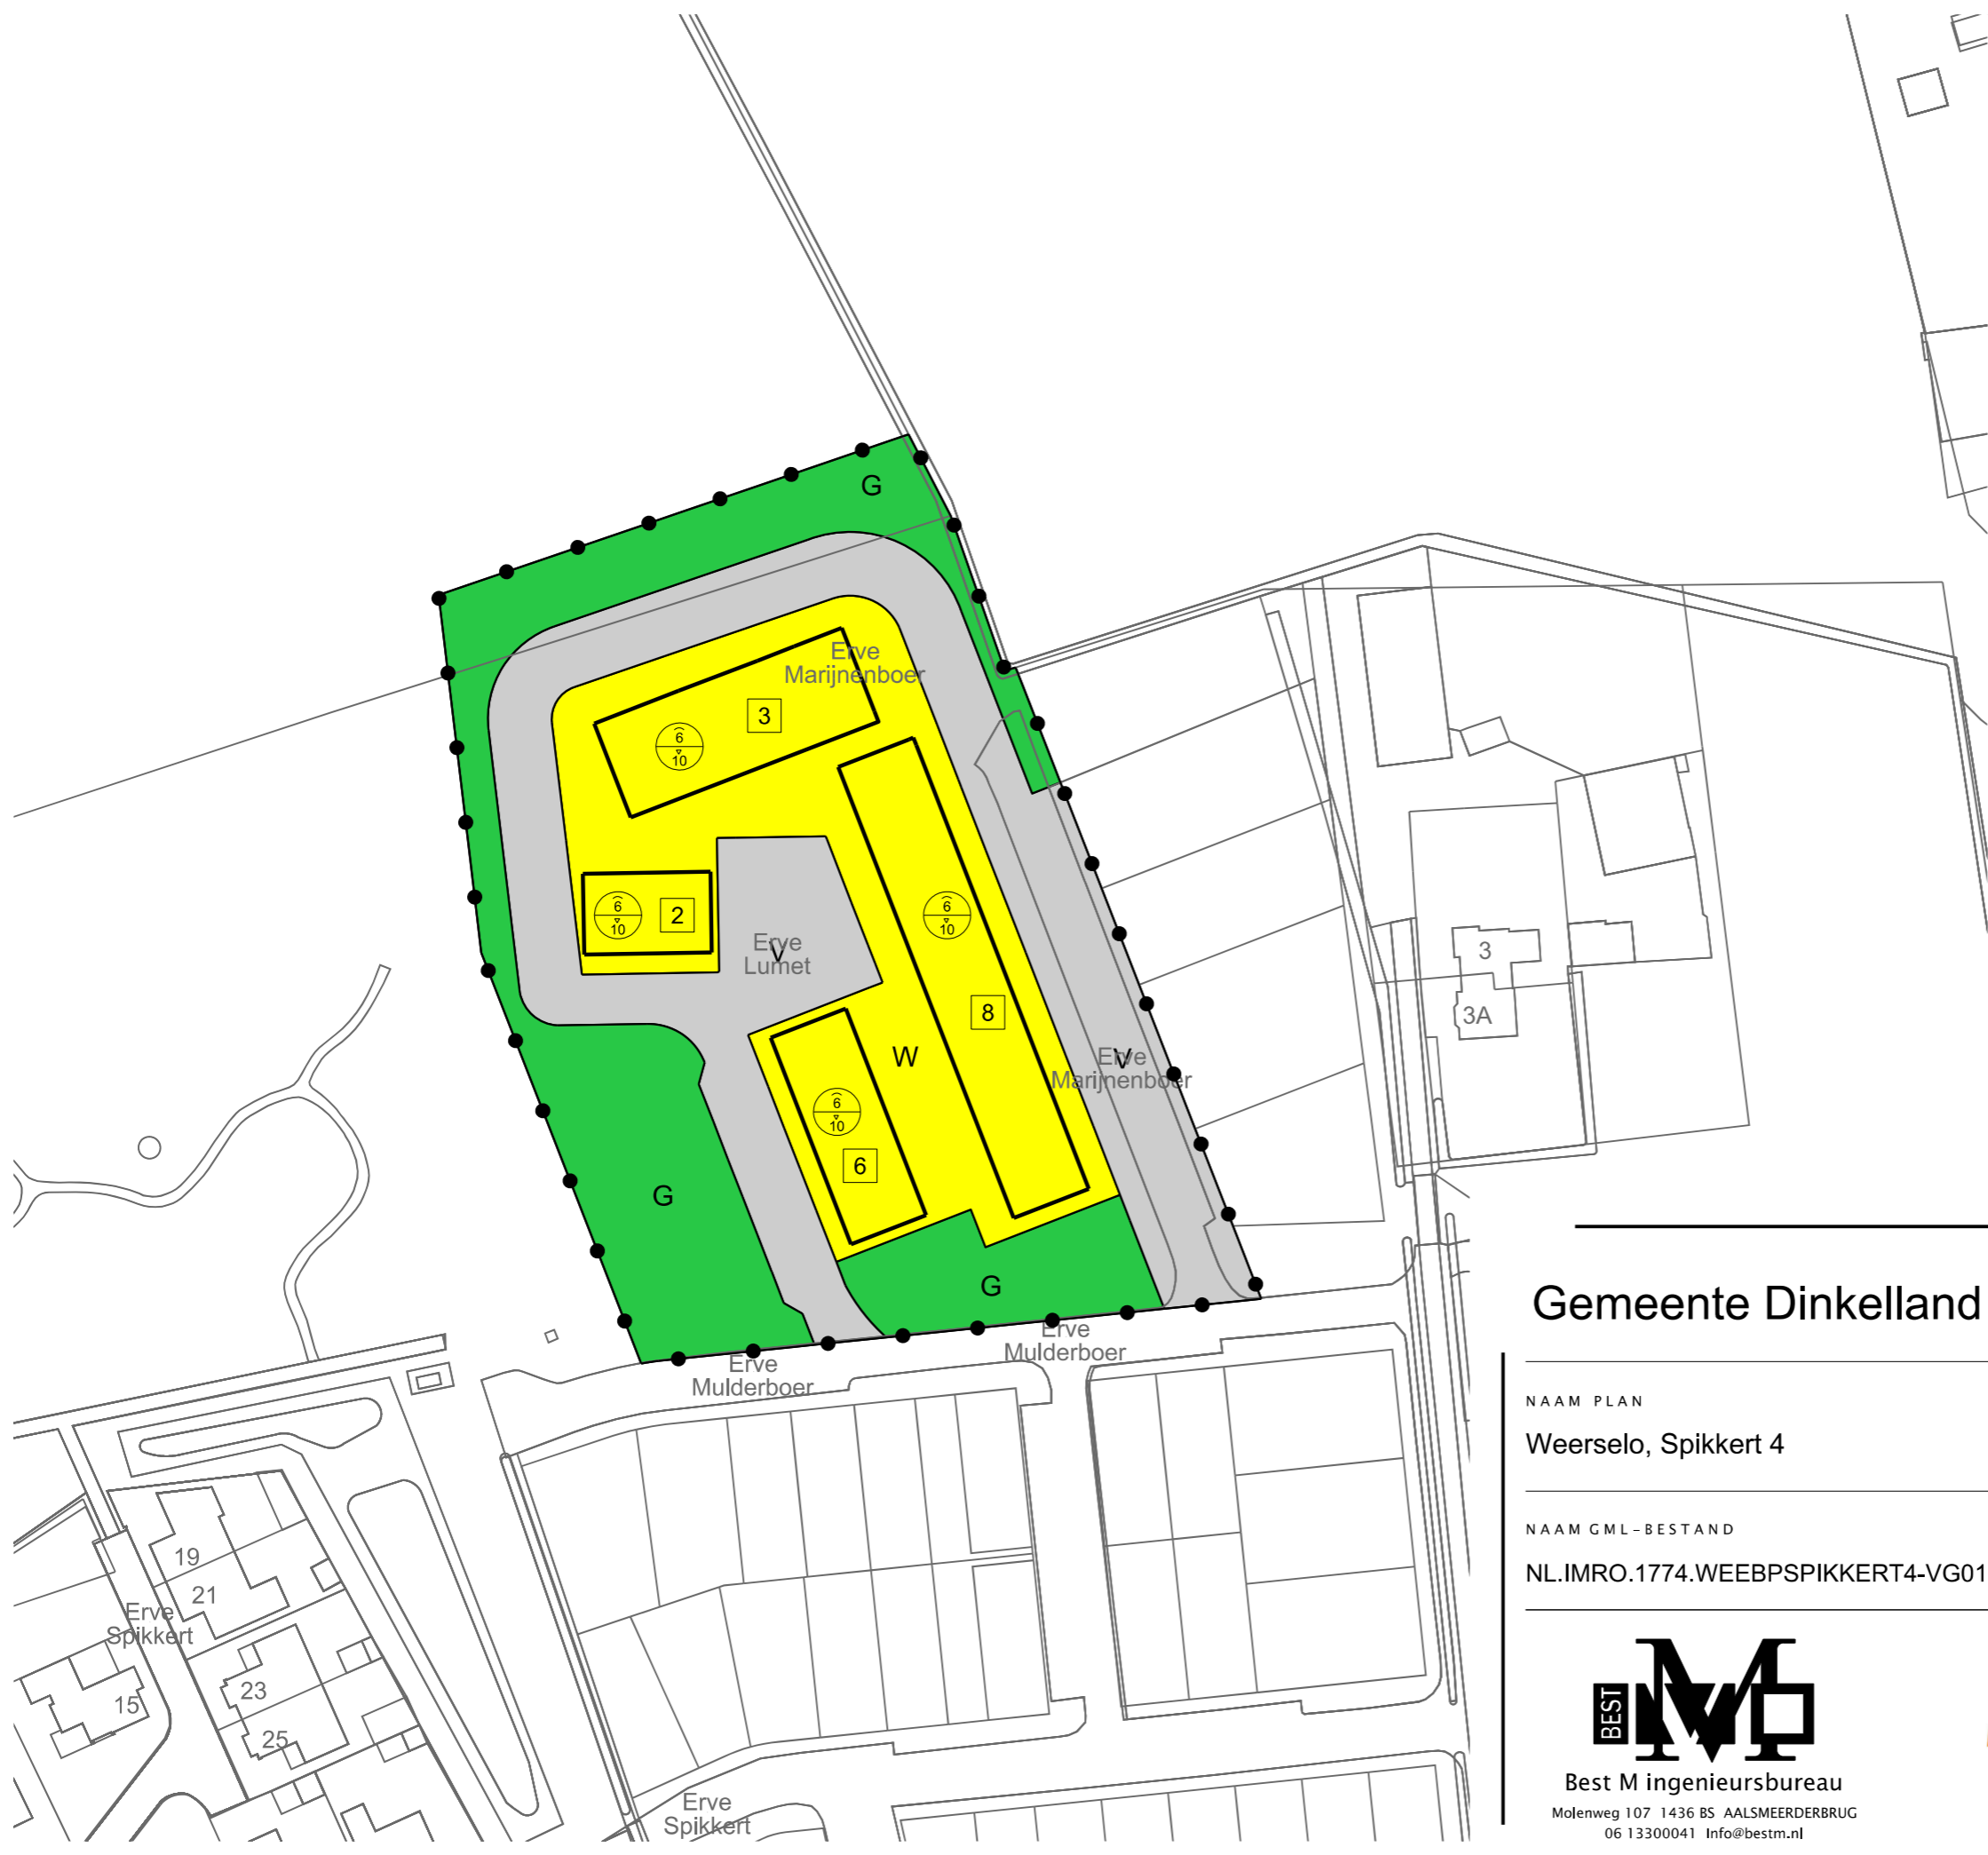 G
Erve
Marijnenboer
3
6
10
6
10
2
6
10
Erve
Lumet
V
8
W
Erve
Marijnenboer
V
6
10
6
G
G
3
3A
Erve
Mulderboer
Erve
Mulderboer
19
21
Erve
Spikkert
15
23
25
Erve
Spikkert
Gemeente Dinkelland
NAAM PLAN
Weerselo, Spikkert 4
NAAM GML-BESTAND
NL.IMRO.1774.WEEBPSPIKKERT4-VG01
BEST
M
Best M ingenieursbureau
Molenweg 107 1436 BS AALSMEERDERBRUG
06 13300041 Info@bestm.nl